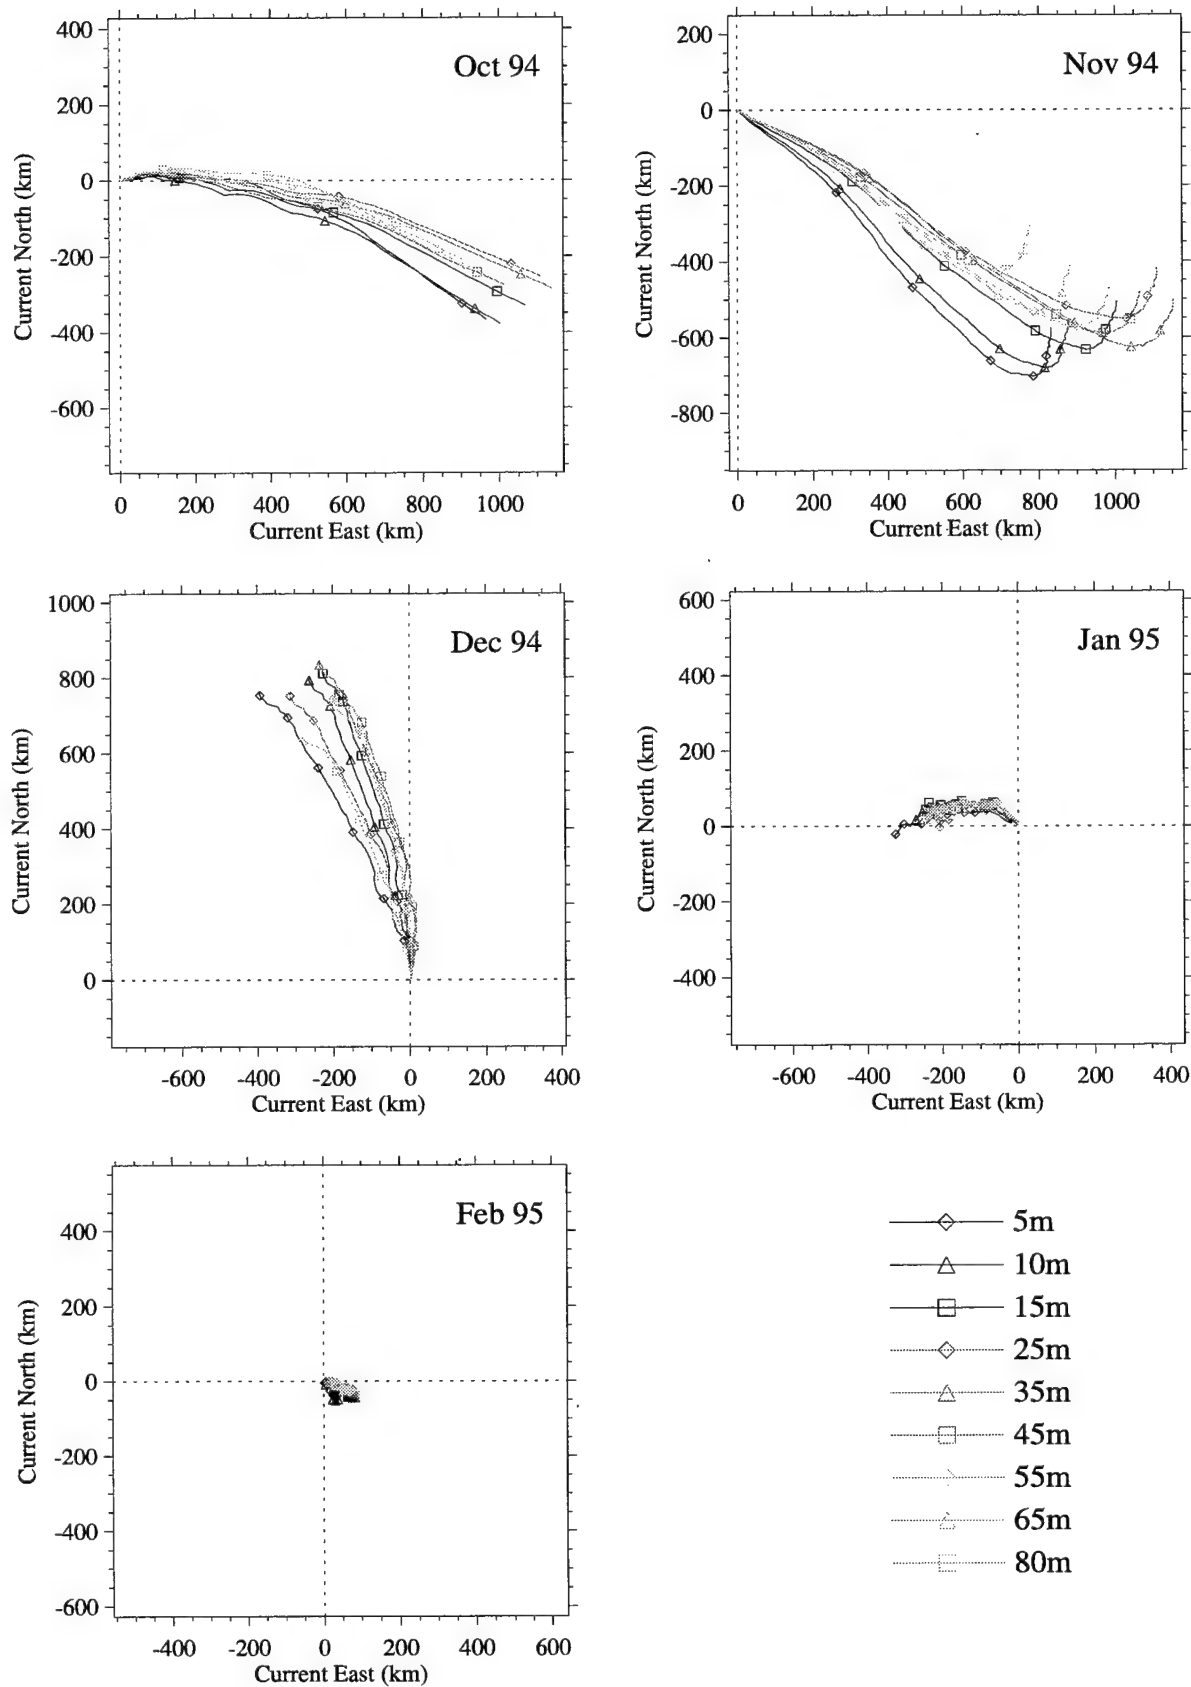 Oct 94
400
200
0
-200
-400
-600
Current North (km)
0 200 400 600 800 1000
Current East (km)
Nov 94
200
0
-200
-400
-600
-800
Current North (km)
0 200 400 600 800 1000
Current East (km)
Dec 94
1000
800
600
400
200
0
Current North (km)
-600 -400 -200 0 200 400
Current East (km)
Jan 95
600
400
200
0
-200
-400
Current North (km)
-600 -400 -200 0 200 400
Current East (km)
Feb 95
400
200
0
-200
-400
-600
Current North (km)
-400 -200 0 200 400 600
Current East (km)
5m
10m
15m
25m
35m
45m
55m
65m
80m